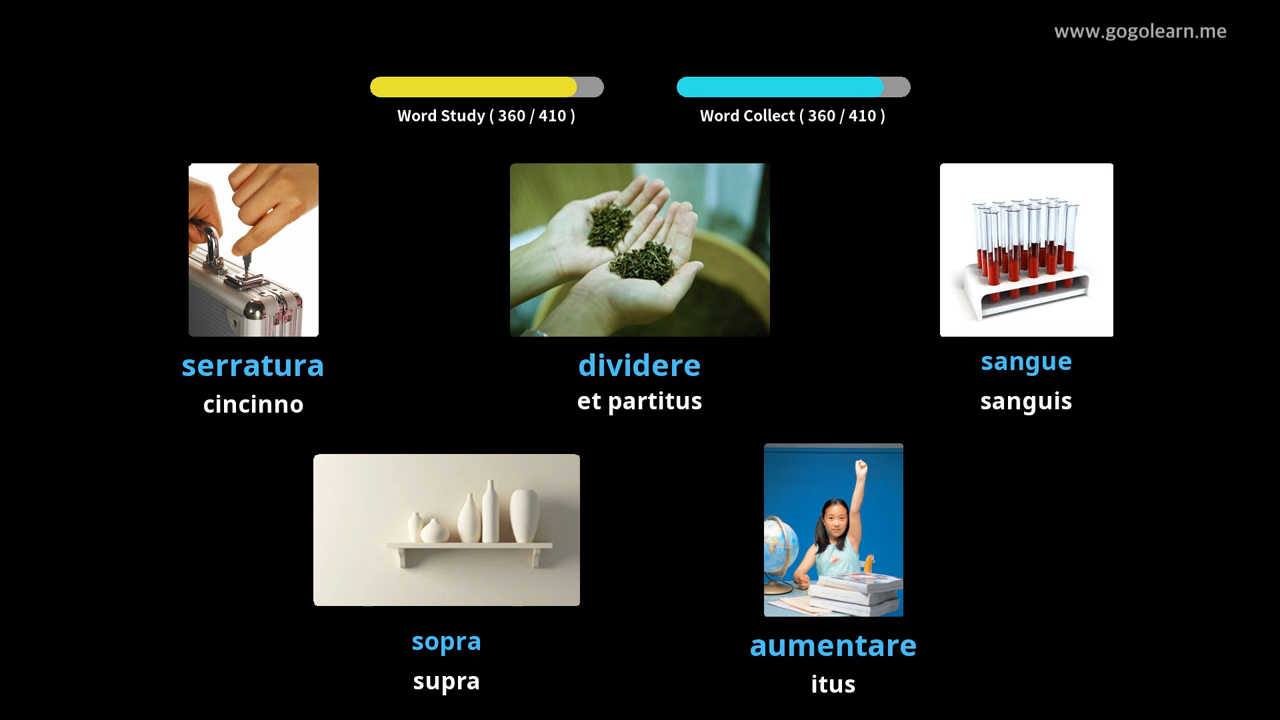 www.gogolearn.me
Word Study ( 360 / 410 )
Word Collect ( 360 / 410 )
serratura
cincinno
dividere
et partitus
sangue
sanguis
sopra
supra
aumentare
itus